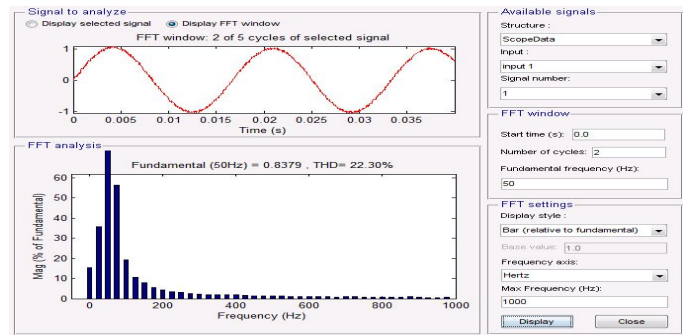 Signal to analyze
Display selected signal Display FFT window
FFT window: 2 of 5 cycles of selected signal
1
0
-1
0 0.005 0.01 0.015 0.02 0.025 0.03 0.035
Time (s)
FFT analysis
Fundamental (50Hz) = 0.8379 , THD= 22.30%
Mag (% of Fundamental)
60
50
40
30
20
10
0
0 200 400 600 800 1000
Frequency (Hz)
Available signals
Structure :
ScopeData
Input :
input 1
Signal number:
1
FFT window
Start time (s): 0.0
Number of cycles: 2
Fundamental frequency (Hz):
50
FFT settings
Display style :
Bar (relative to fundamental)
Base value: 1.0
Frequency axis:
Hertz
Max Frequency (Hz):
1000
Display Close